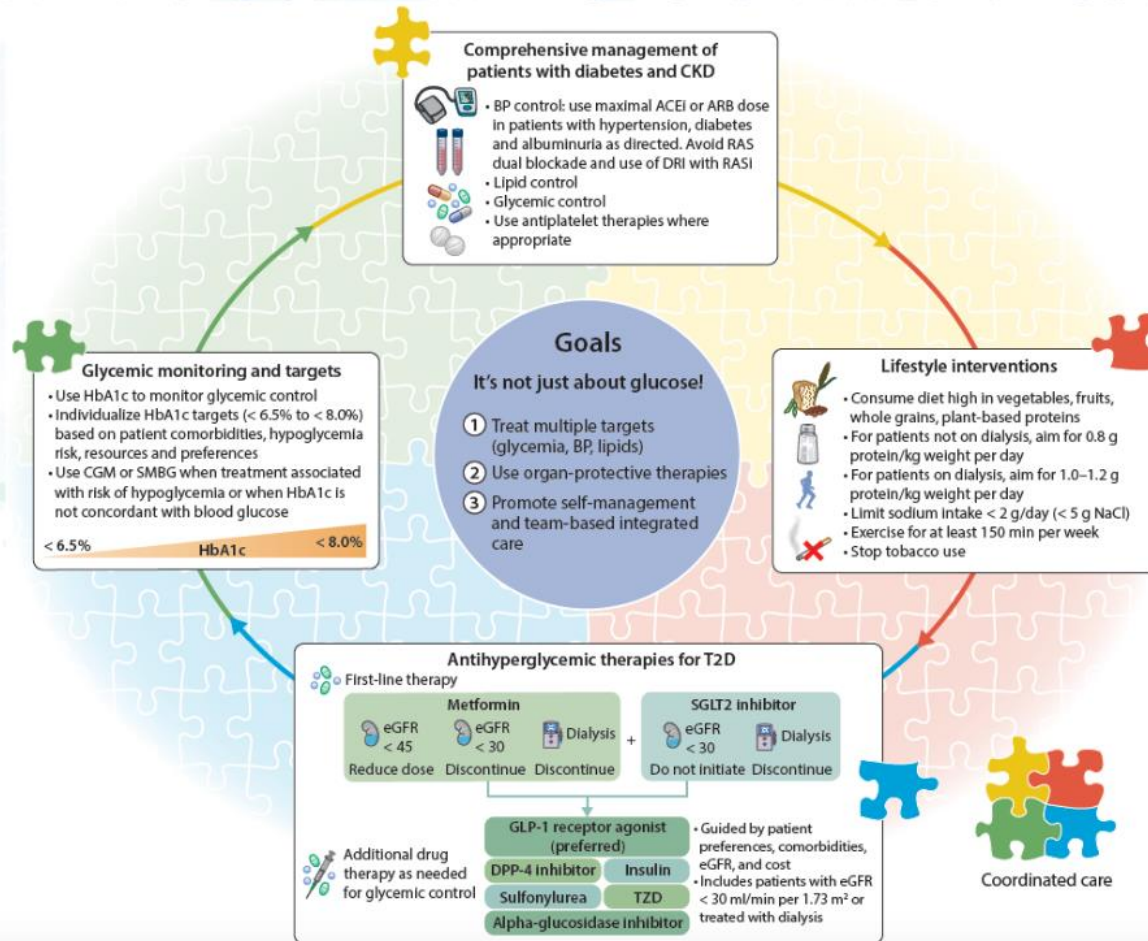 Comprehensive management of
patients with diabetes and CKD
• BP control: use maximal ACEi or ARB dose
in patients with hypertension, diabetes
and albuminuria as directed. Avoid RAS
dual blockade and use of DRI with RASi
• Lipid control
• Glycemic control
• Use antiplatelet therapies where
appropriate
Glycemic monitoring and targets
• Use HbA1c to monitor glycemic control
• Individualize HbA1c targets (< 6.5% to < 8.0%)
based on patient comorbidities, hypoglycemia
risk, resources and preferences
• Use CGM or SMBG when treatment associated
with risk of hypoglycemia or when HbA1c is
not concordant with blood glucose
< 6.5%
HbA1c
< 8.0%
Goals
It's not just about glucose!
1 Treat multiple targets
(glycemia, BP, lipids)
2 Use organ-protective therapies
3 Promote self-management
and team-based integrated
care
Lifestyle interventions
• Consume diet high in vegetables, fruits,
whole grains, plant-based proteins
• For patients not on dialysis, aim for 0.8 g
protein/kg weight per day
• For patients on dialysis, aim for 1.0–1.2 g
protein/kg weight per day
• Limit sodium intake < 2 g/day (< 5 g NaCl)
• Exercise for at least 150 min per week
• Stop tobacco use
Antihyperglycemic therapies for T2D
First-line therapy
Metformin
eGFR
< 45
Reduce dose
eGFR
< 30
Discontinue
Dialysis
Discontinue
+
SGLT2 inhibitor
eGFR
< 30
Do not initiate
Dialysis
Discontinue
Additional drug
therapy as needed
for glycemic control
GLP-1 receptor agonist
(preferred)
DPP-4 inhibitor
Insulin
Sulfonylurea
TZD
Alpha-glucosidase inhibitor
• Guided by patient
preferences, comorbidities,
eGFR, and cost
• Includes patients with eGFR
< 30 ml/min per 1.73 m² or
treated with dialysis
Coordinated care